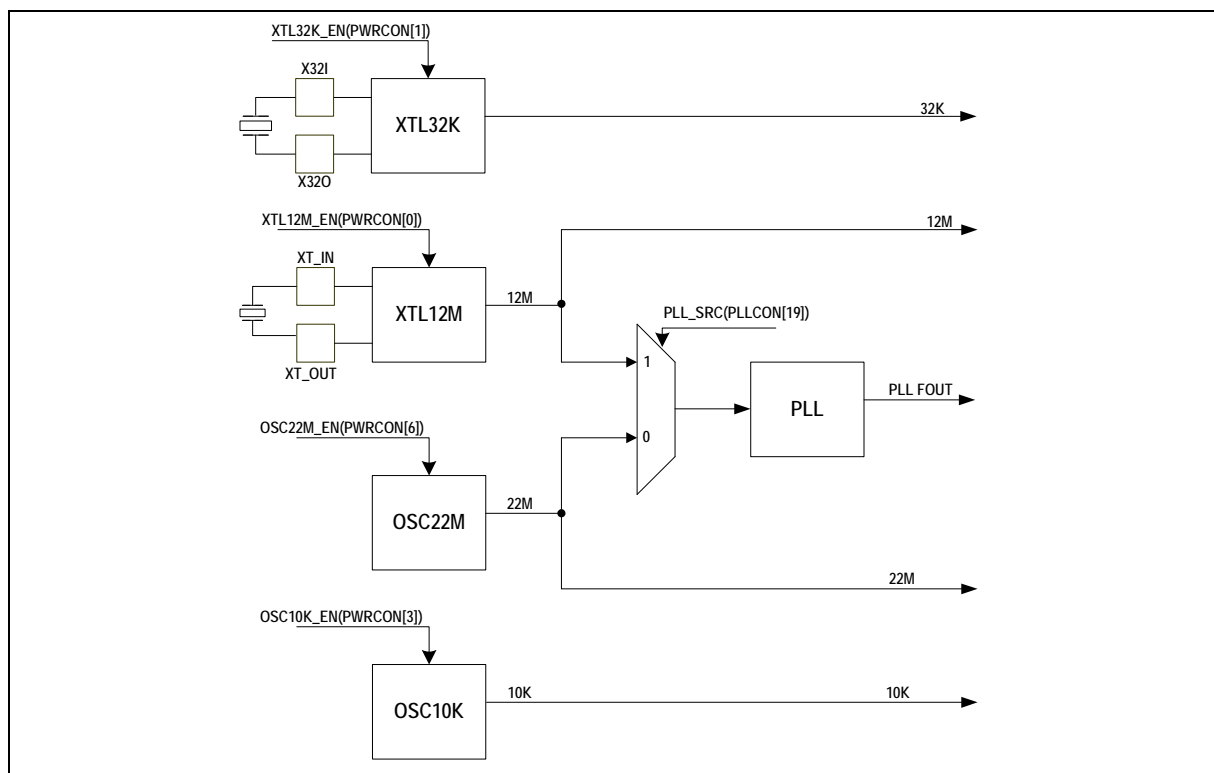 XTL32K_EN(PWRCON[1])
X32I
XTL32K
32K
X32O
XTL12M_EN(PWRCON[0])
12M
XT_IN
XTL12M
12M
PLL_SRC(PLLCON[19])
XT_OUT
1
PLL
PLL FOUT
OSC22M_EN(PWRCON[6])
0
OSC22M
22M
22M
OSC10K_EN(PWRCON[3])
OSC10K
10K
10K